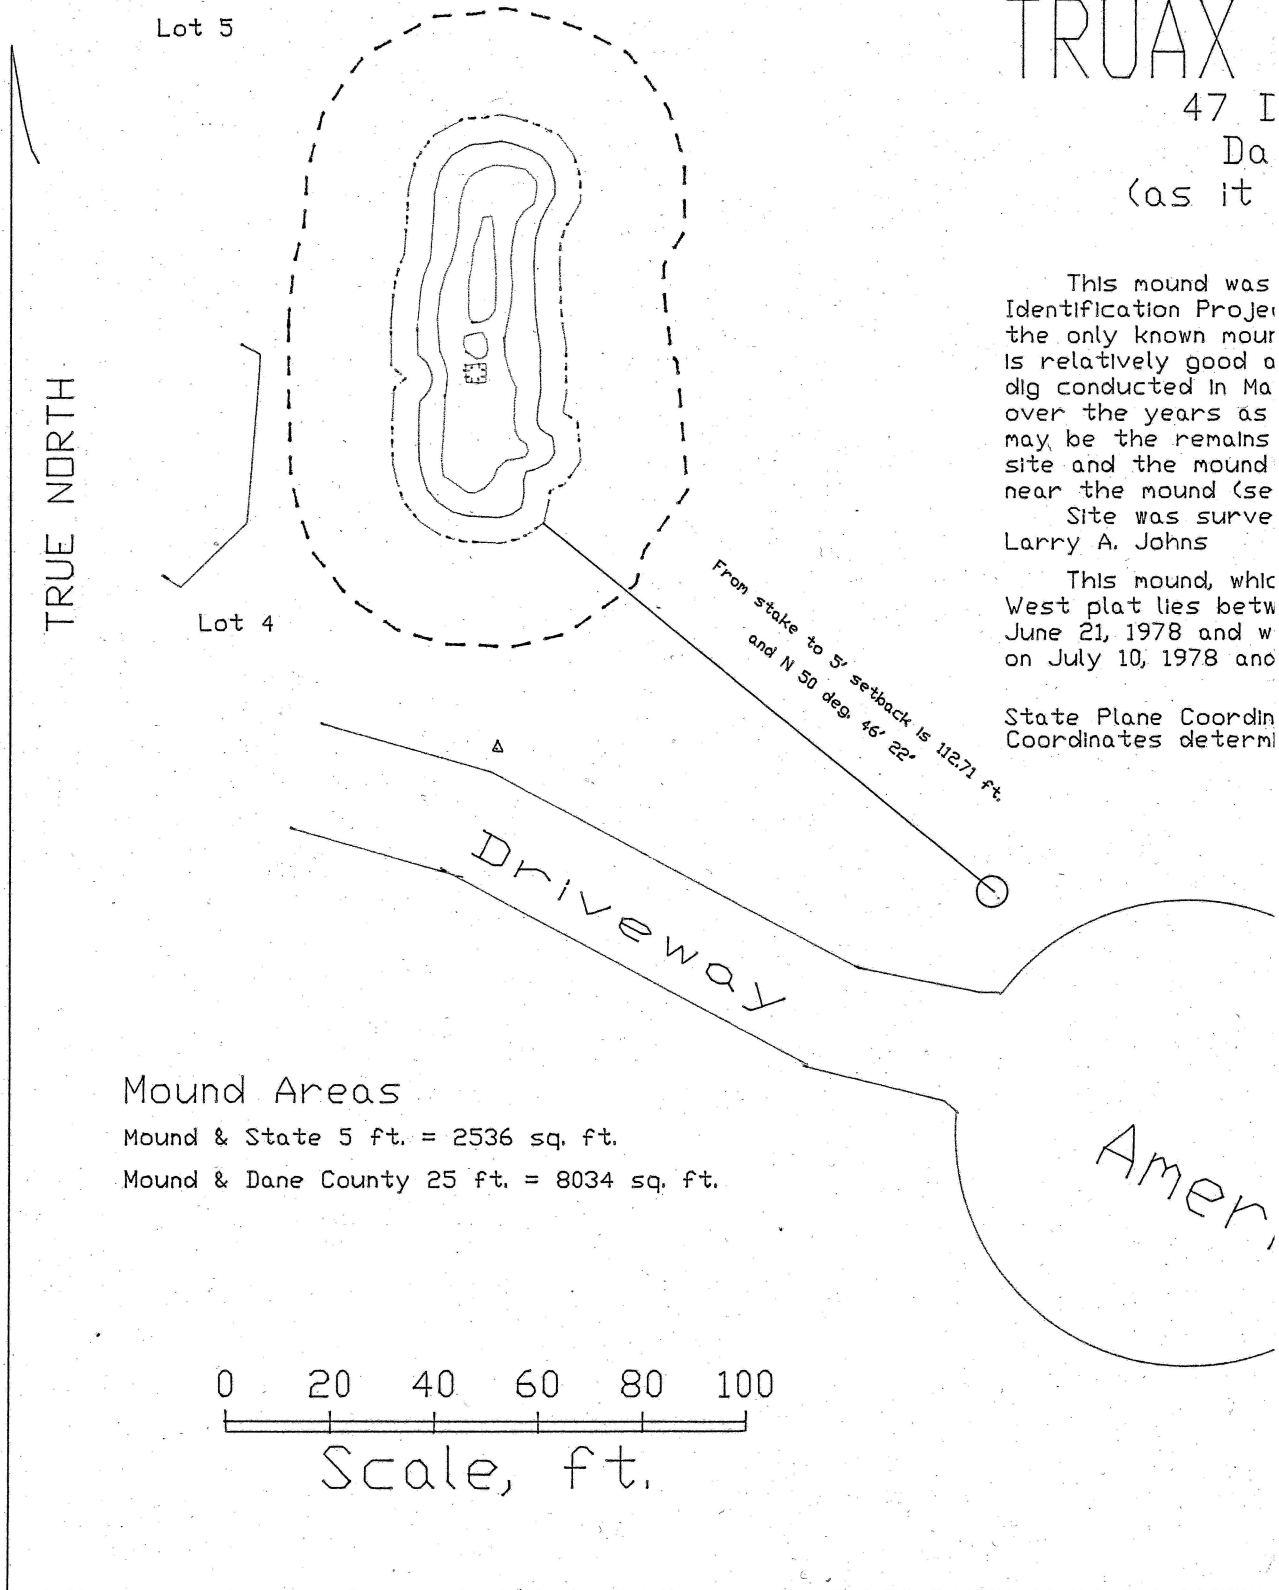 Lot 5
TRUAX
47 D
Da
(as it
This mound was
Identification Proje
the only known moun
is relatively good a
dig conducted in Ma
over the years as
may be the remains
site and the mound
near the mound (se
Site was surve
Larry A. Johns
This mound, whic
West plat lies betw
June 21, 1978 and w
on July 10, 1978 and
State Plane Coordin
Coordinates determi
TRUE NORTH
Lot 4
From stake to 5' setback is 112.71 ft.
and N 50 deg. 46' 22"
Driveway
Mound Areas
Mound & State 5 ft. = 2536 sq. ft.
Mound & Dane County 25 ft. = 8034 sq. ft.
Amer
0 20 40 60 80 100
Scale, ft.